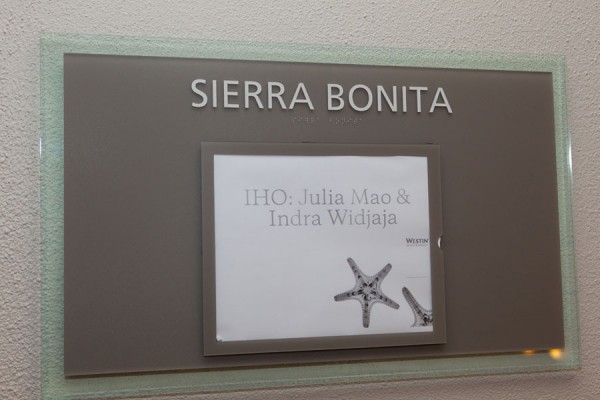 SIERRA BONITA
IHO: Julia Mao &
Indra Widjaja
WESTIN